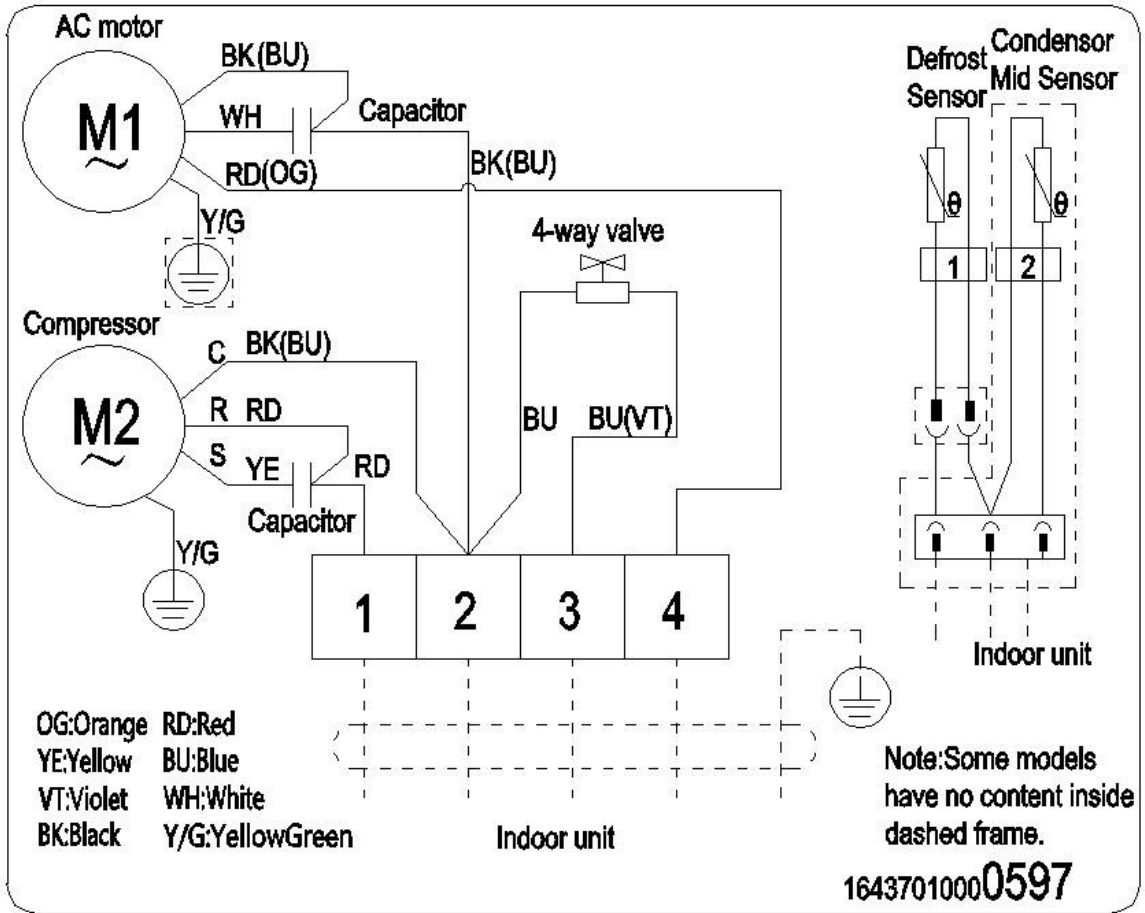 AC motor
M1
BK(BU)
WH
Capacitor
RD(OG)
BK(BU)
Y/G
4-way valve
Defrost
Sensor
Condensor
Mid Sensor
θ
θ
1
2
Compressor
M2
C BK(BU)
R RD
S YE
RD
Capacitor
Y/G
BU
BU(VT)
1 2 3 4
Indoor unit
OG:Orange RD:Red
YE:Yellow BU:Blue
VT:Violet WH:White
BK:Black Y/G:YellowGreen
Indoor unit
Note:Some models
have no content inside
dashed frame.
16437010000597